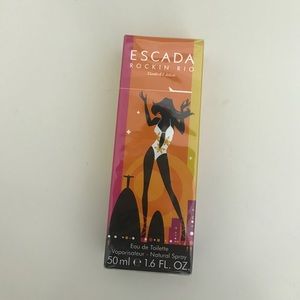 ESCADA
ROCKIN RIO
Limited Edition
Eau de Toilette
Vaporisateur - Natural Spray
50 ml e 1.6 FL. OZ.